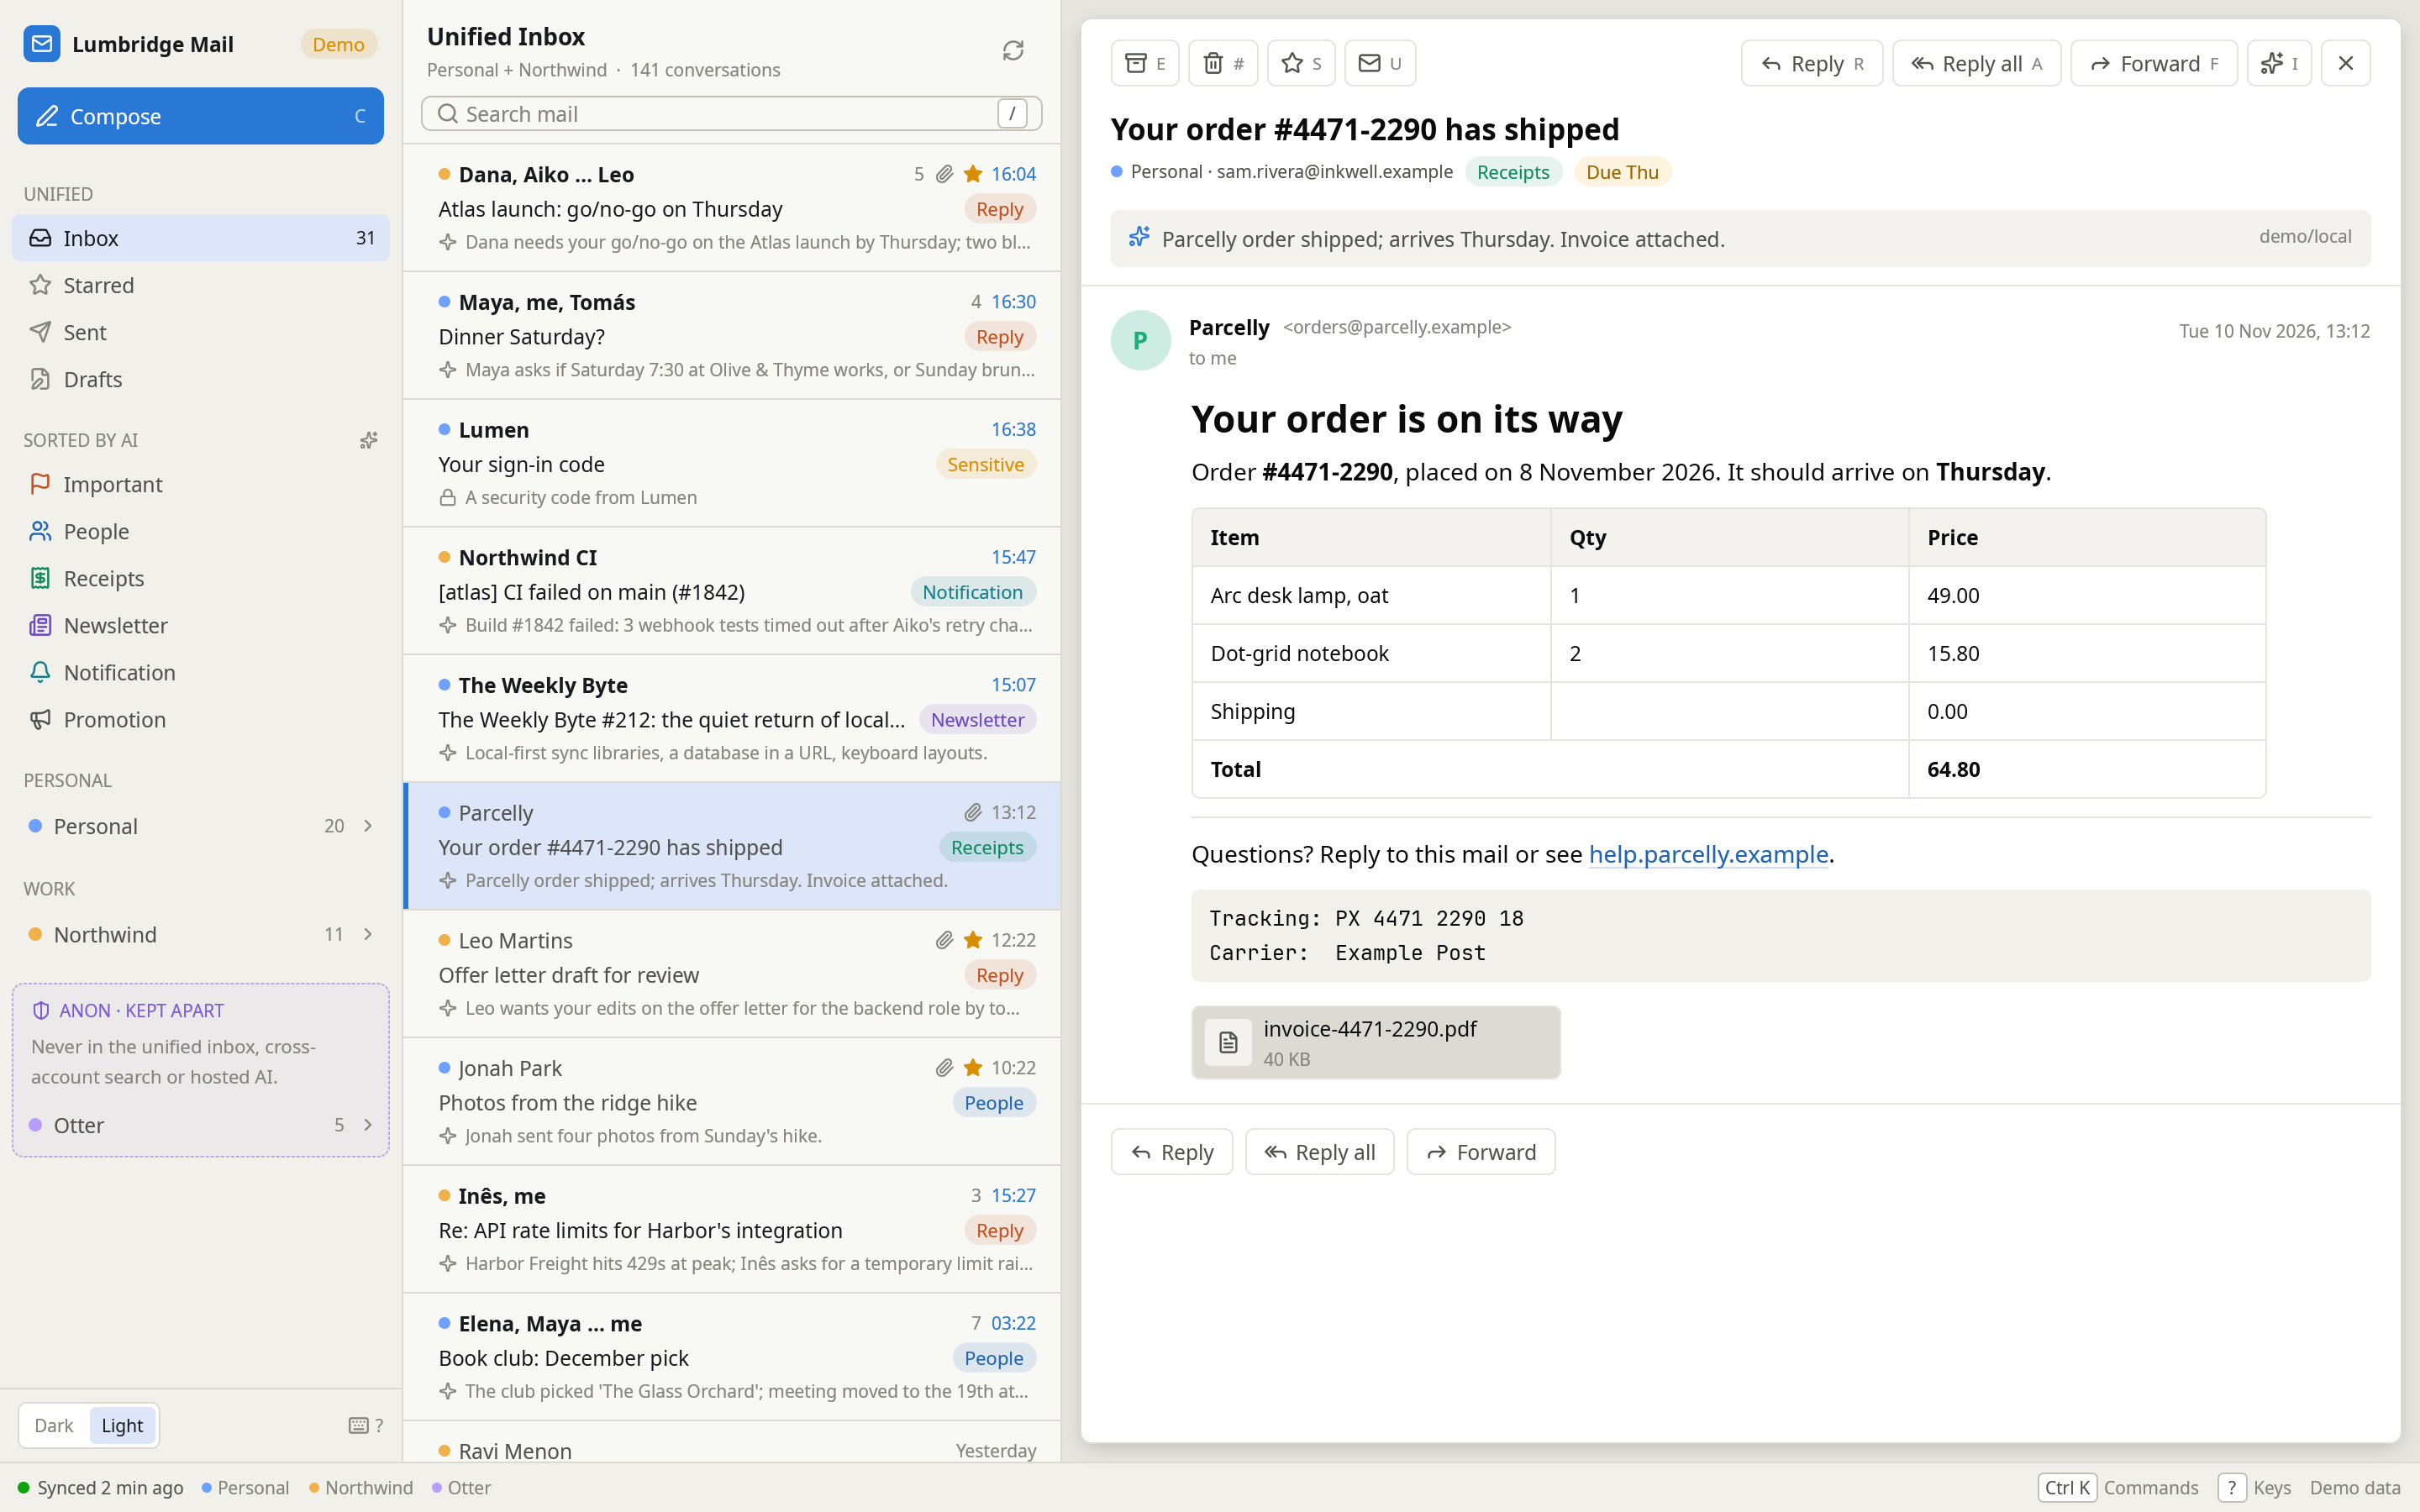 Lumbridge Mail
Demo
Compose
C
UNIFIED
Inbox
31
Starred
Sent
Drafts
SORTED BY AI
Important
People
Receipts
Newsletter
Notification
Promotion
PERSONAL
Personal
20
WORK
Northwind
11
ANON · KEPT APART
Never in the unified inbox, cross-
account search or hosted AI.
Otter
5
Dark
Light
?
Unified Inbox
Personal + Northwind · 141 conversations
Search mail
/
Dana, Aiko ... Leo
5
16:04
Atlas launch: go/no-go on Thursday
Reply
Dana needs your go/no-go on the Atlas launch by Thursday; two bl...
Maya, me, Tomás
4
16:30
Dinner Saturday?
Reply
Maya asks if Saturday 7:30 at Olive & Thyme works, or Sunday brun...
Lumen
16:38
Your sign-in code
Sensitive
A security code from Lumen
Northwind CI
15:47
[atlas] CI failed on main (#1842)
Notification
Build #1842 failed: 3 webhook tests timed out after Aiko's retry cha...
The Weekly Byte
15:07
The Weekly Byte #212: the quiet return of local...
Newsletter
Local-first sync libraries, a database in a URL, keyboard layouts.
Parcelly
13:12
Your order #4471-2290 has shipped
Receipts
Parcelly order shipped; arrives Thursday. Invoice attached.
Leo Martins
12:22
Offer letter draft for review
Reply
Leo wants your edits on the offer letter for the backend role by to...
Jonah Park
10:22
Photos from the ridge hike
People
Jonah sent four photos from Sunday's hike.
Inês, me
3
15:27
Re: API rate limits for Harbor's integration
Reply
Harbor Freight hits 429s at peak; Inês asks for a temporary limit rai...
Elena, Maya ... me
7
03:22
Book club: December pick
People
The club picked 'The Glass Orchard'; meeting moved to the 19th at...
Ravi Menon
Yesterday
E
#
S
U
Reply R
Reply all A
Forward F
I
Your order #4471-2290 has shipped
Personal · sam.rivera@inkwell.example
Receipts
Due Thu
Parcelly order shipped; arrives Thursday. Invoice attached.
demo/local
P
Parcelly <orders@parcelly.example>
Tue 10 Nov 2026, 13:12
to me
Your order is on its way
Order #4471-2290, placed on 8 November 2026. It should arrive on Thursday.
Item Qty Price
Arc desk lamp, oat 1 49.00
Dot-grid notebook 2 15.80
Shipping 0.00
Total 64.80
Questions? Reply to this mail or see help.parcelly.example.
Tracking: PX 4471 2290 18
Carrier: Example Post
invoice-4471-2290.pdf
40 KB
Reply
Reply all
Forward
Synced 2 min ago
Personal
Northwind
Otter
Ctrl K Commands
? Keys
Demo data